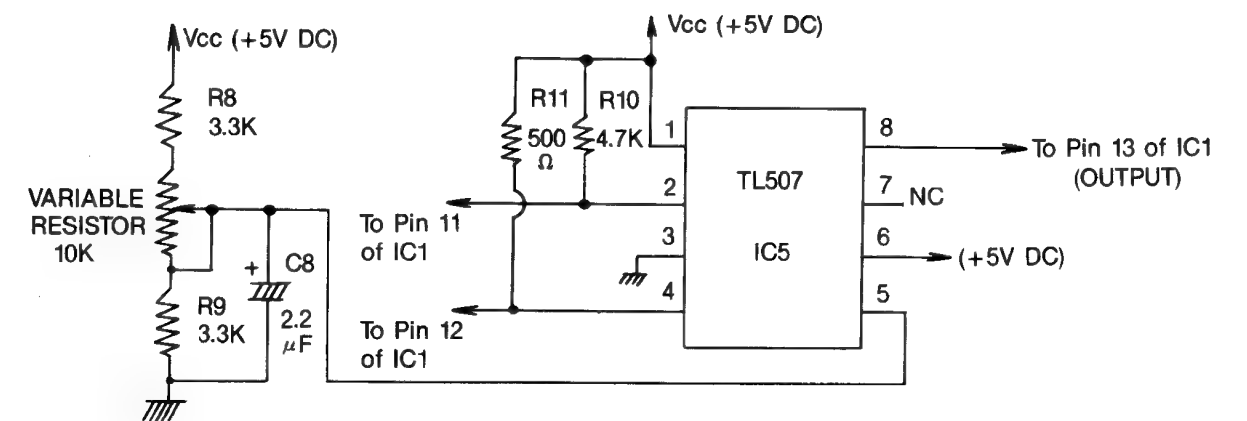 Vcc (+5V DC)
R8
3.3K
VARIABLE
RESISTOR
10K
+
C8
2.2
μF
R9
3.3K
Vcc (+5V DC)
R11
500
Ω
R10
4.7K
To Pin 11
of IC1
To Pin 12
of IC1
1
2
3
4
TL507
IC5
8
7
6
5
To Pin 13 of IC1
(OUTPUT)
NC
(+5V DC)